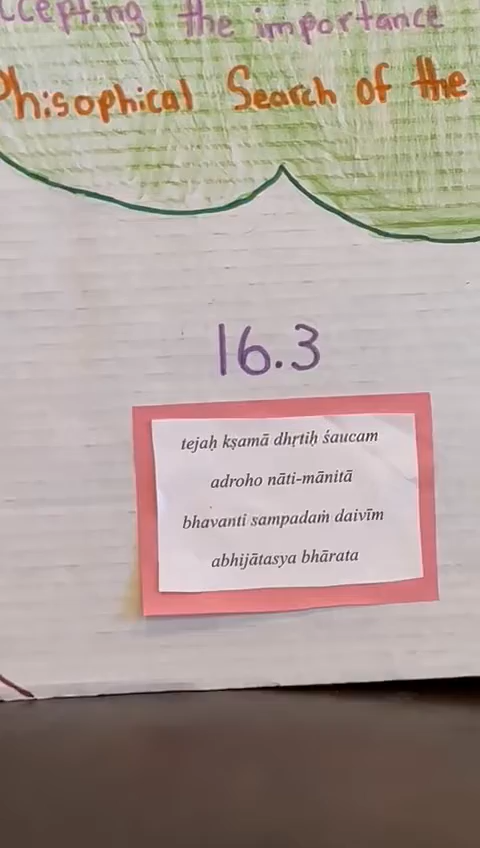 ccepting the importance
Phisophical Search of the
16.3
tejaḥ kṣamā dhṛtiḥ śaucam
adroho nāti-mānitā
bhavanti sampadaṁ daivīm
abhijātasya bhārata